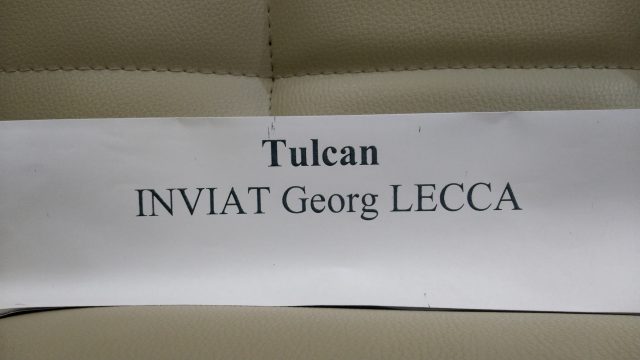 Tulcan
INVIAT Georg LECCA